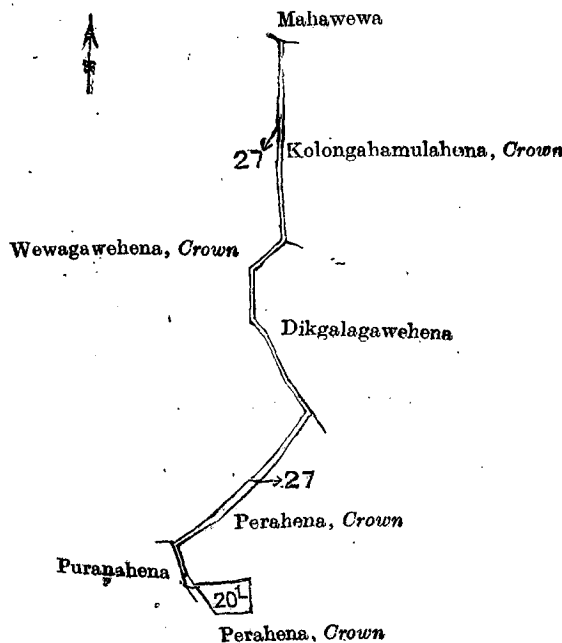 Mahawewa
27
Kolongahamulahena, Crown
Wewagawehena, Crown
Dikgalagawehena
27
Perahena, Crown
Puranahena
20L
Perahena, Crown